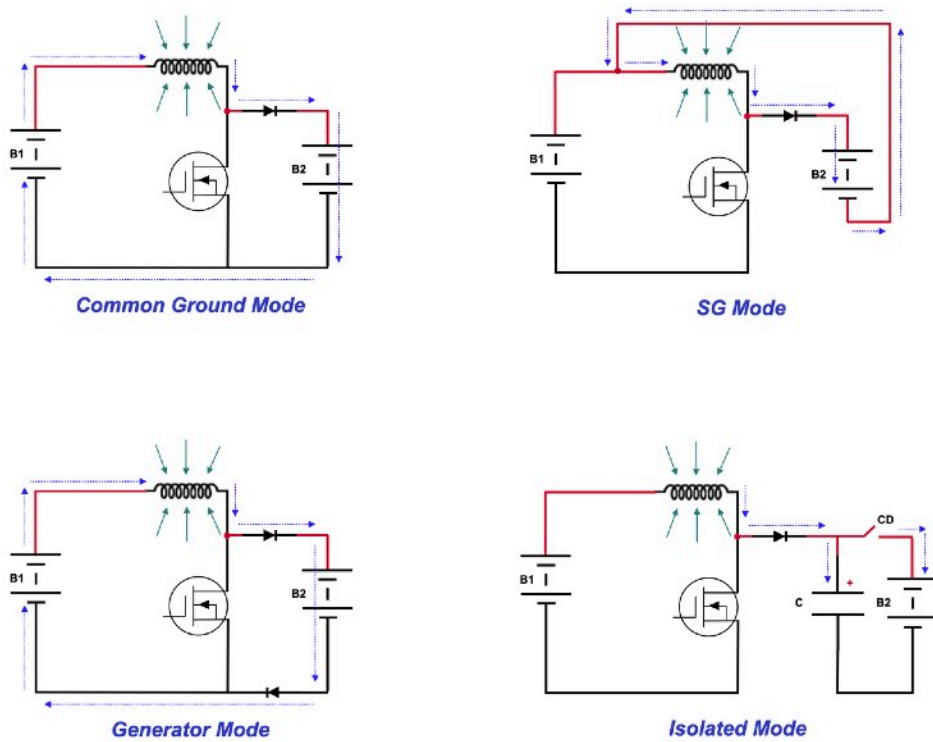 B1
B2
Common Ground Mode
B1
B2
SG Mode
B1
B2
Generator Mode
B1
CD
+
C
B2
Isolated Mode